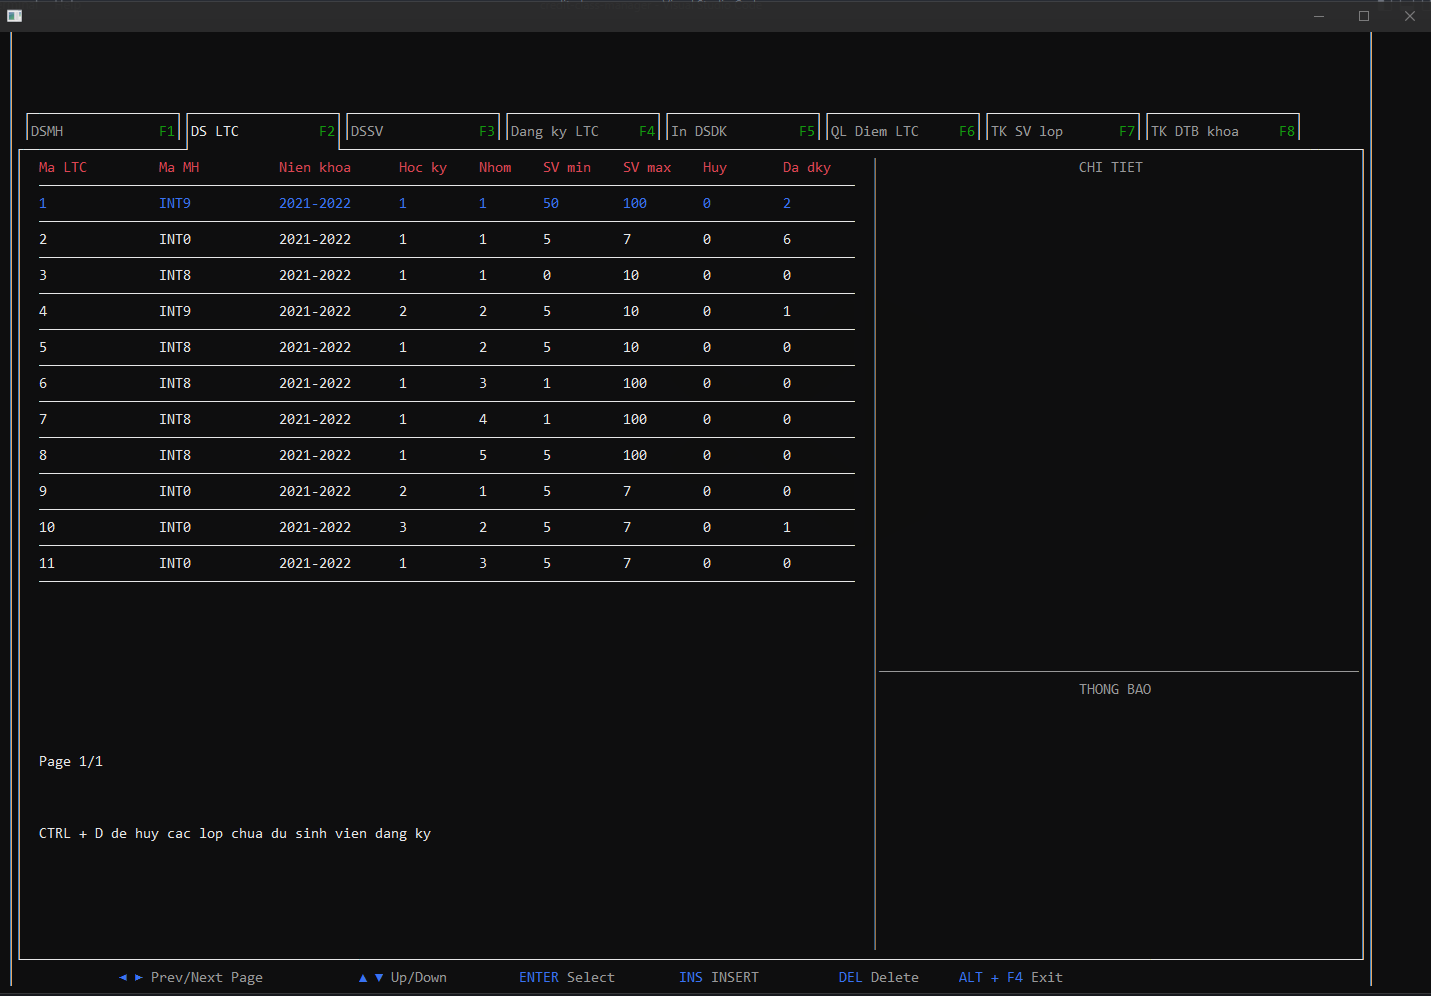 DSMH F1 DS LTC F2 DSSV F3 Dang ky LTC F4 In DSDK F5 QL Diem LTC F6 TK SV lop F7 TK DTB khoa F8
Ma LTC Ma MH Nien khoa Hoc ky Nhom SV min SV max Huy Da dky
1 INT9 2021-2022 1 1 50 100 0 2
2 INT0 2021-2022 1 1 5 7 0 6
3 INT8 2021-2022 1 1 0 10 0 0
4 INT9 2021-2022 2 2 5 10 0 1
5 INT8 2021-2022 1 2 5 10 0 0
6 INT8 2021-2022 1 3 1 100 0 0
7 INT8 2021-2022 1 4 1 100 0 0
8 INT8 2021-2022 1 5 5 100 0 0
9 INT0 2021-2022 2 1 5 7 0 0
10 INT0 2021-2022 3 2 5 7 0 1
11 INT0 2021-2022 1 3 5 7 0 0
Page 1/1
CTRL + D de huy cac lop chua du sinh vien dang ky
CHI TIET
THONG BAO
◄ ► Prev/Next Page ▲ ▼ Up/Down ENTER Select INS INSERT DEL Delete ALT + F4 Exit